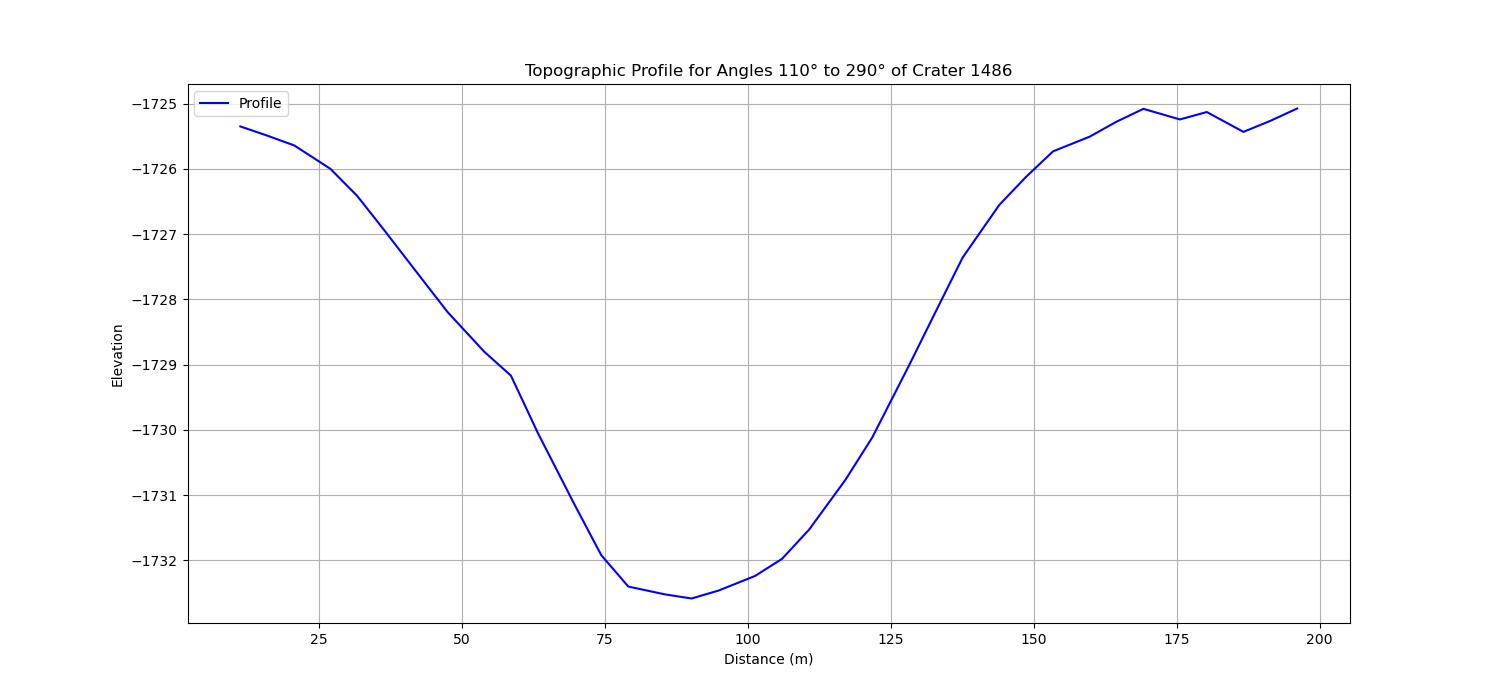 Topographic Profile for Angles 110° to 290° of Crater 1486
Profile
Elevation
−1725
−1726
−1727
−1728
−1729
−1730
−1731
−1732
25 50 75 100 125 150 175 200
Distance (m)